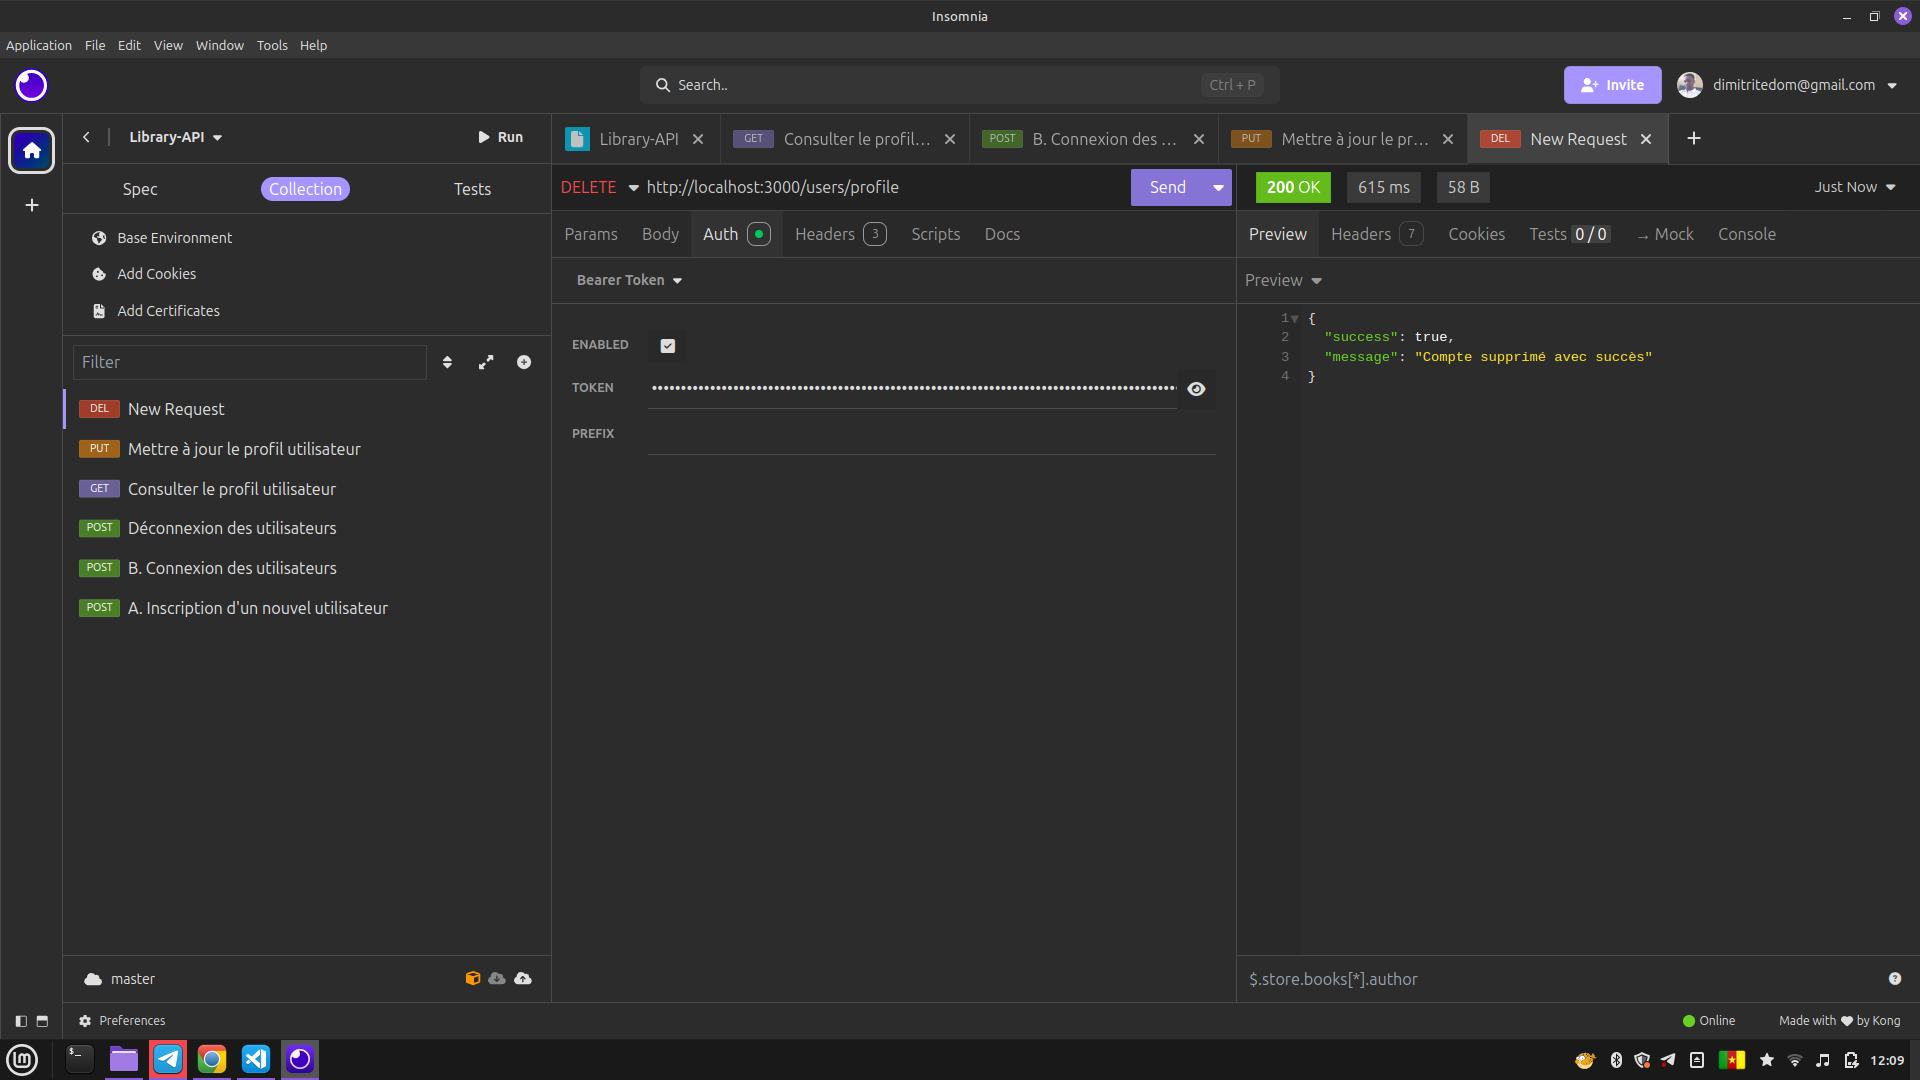 Insomnia
Application File Edit View Window Tools Help
Search.. Ctrl + P
Invite
dimitritedom@gmail.com
Library-API
Run
Library-API
GET Consulter le profil...
POST B. Connexion des ...
PUT Mettre à jour le pr...
DEL New Request
Spec Collection Tests
Base Environment
Add Cookies
Add Certificates
Filter
DEL New Request
PUT Mettre à jour le profil utilisateur
GET Consulter le profil utilisateur
POST Déconnexion des utilisateurs
POST B. Connexion des utilisateurs
POST A. Inscription d'un nouvel utilisateur
master
DELETE http://localhost:3000/users/profile Send
Params Body Auth Headers 3 Scripts Docs
Bearer Token
ENABLED
TOKEN
PREFIX
200 OK 615 ms 58 B Just Now
Preview Headers 7 Cookies Tests 0 / 0 → Mock Console
Preview
1 {
2 "success": true,
3 "message": "Compte supprimé avec succès"
4 }
$.store.books[*].author
Preferences
Online
Made with ❤ by Kong
12:09